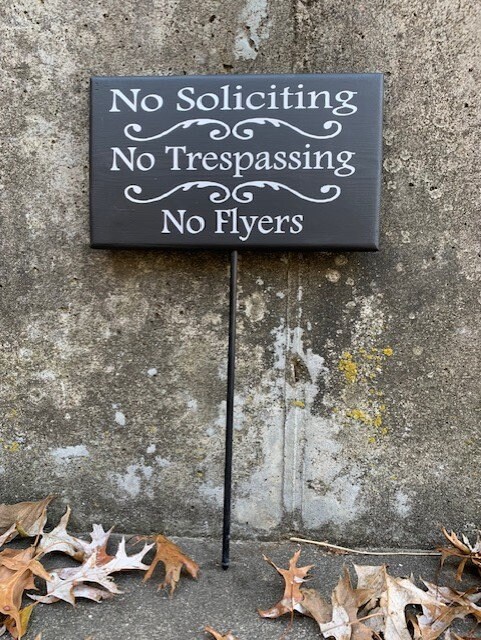 No Soliciting
No Trespassing
No Flyers